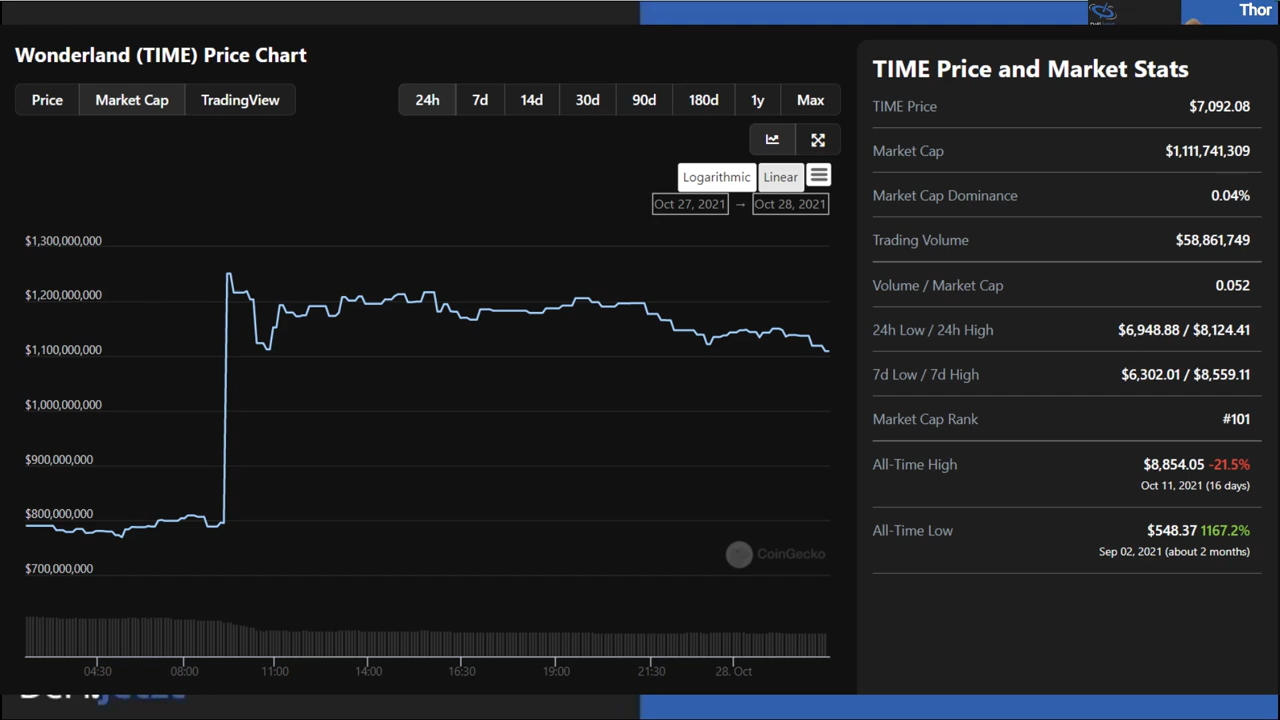 Thor
Wonderland (TIME) Price Chart
Price Market Cap TradingView
24h 7d 14d 30d 90d 180d 1y Max
Logarithmic Linear
Oct 27, 2021 → Oct 28, 2021
$1,300,000,000
$1,200,000,000
$1,100,000,000
$1,000,000,000
$900,000,000
$800,000,000
$700,000,000
CoinGecko
04:30 08:00 11:00 14:00 16:30 19:00 21:30 28. Oct
TIME Price and Market Stats
TIME Price $7,092.08
Market Cap $1,111,741,309
Market Cap Dominance 0.04%
Trading Volume $58,861,749
Volume / Market Cap 0.052
24h Low / 24h High $6,948.88 / $8,124.41
7d Low / 7d High $6,302.01 / $8,559.11
Market Cap Rank #101
All-Time High $8,854.05 -21.5%
Oct 11, 2021 (16 days)
All-Time Low $548.37 1167.2%
Sep 02, 2021 (about 2 months)